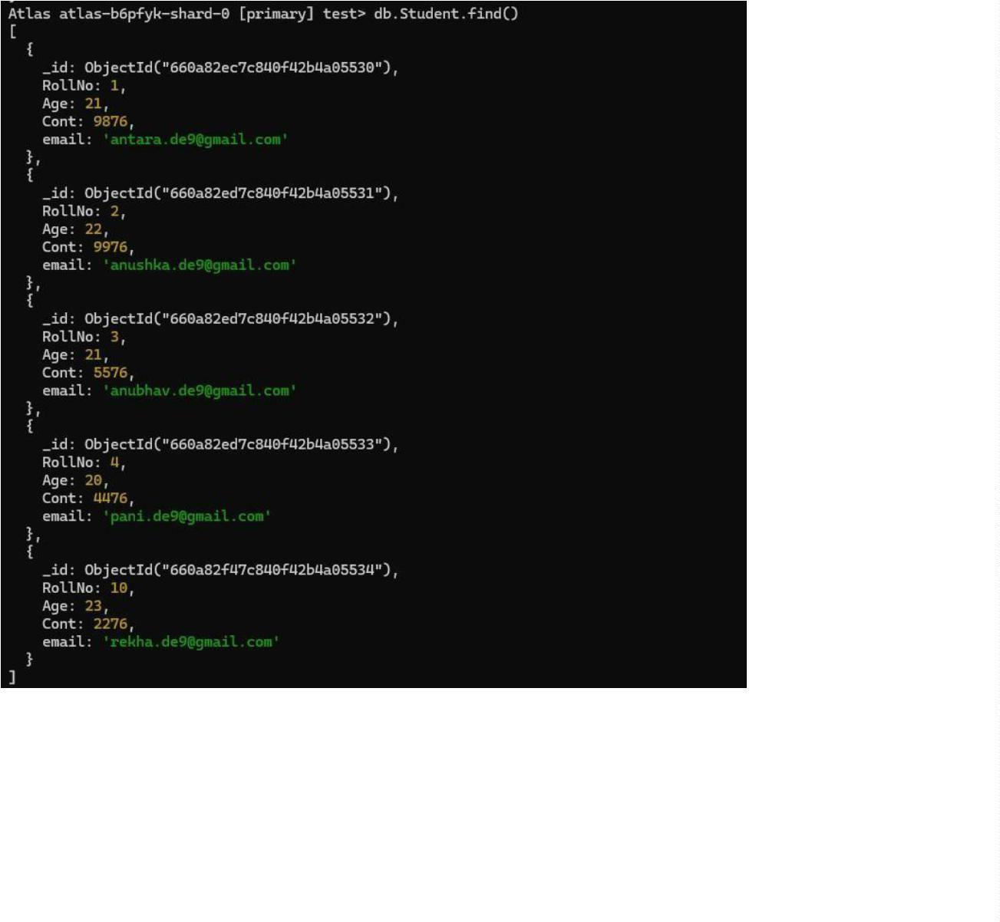 Atlas atlas-b6pfyk-shard-0 [primary] test> db.Student.find()
[
  {
    _id: ObjectId("660a82ec7c840f42b4a05530"),
    RollNo: 1,
    Age: 21,
    Cont: 9876,
    email: 'antara.de9@gmail.com'
  },
  {
    _id: ObjectId("660a82ed7c840f42b4a05531"),
    RollNo: 2,
    Age: 22,
    Cont: 9976,
    email: 'anushka.de9@gmail.com'
  },
  {
    _id: ObjectId("660a82ed7c840f42b4a05532"),
    RollNo: 3,
    Age: 21,
    Cont: 5576,
    email: 'anubhav.de9@gmail.com'
  },
  {
    _id: ObjectId("660a82ed7c840f42b4a05533"),
    RollNo: 4,
    Age: 20,
    Cont: 4476,
    email: 'pani.de9@gmail.com'
  },
  {
    _id: ObjectId("660a82f47c840f42b4a05534"),
    RollNo: 10,
    Age: 23,
    Cont: 2276,
    email: 'rekha.de9@gmail.com'
  }
]